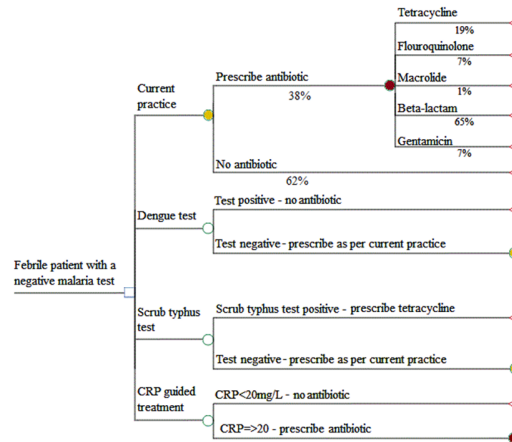 Tetracycline
19%
Flouroquinolone
7%
Macrolide
1%
Beta-lactam
65%
Gentamicin
7%
Current
practice
Prescribe antibiotic
38%
No antibiotic
62%
Dengue test
Test positive - no antibiotic
Test negative - prescribe as per current practice
Febrile patient with a
negative malaria test
Scrub typhus
test
Scrub typhus test positive - prescribe tetracycline
Test negative - prescribe as per current practice
CRP guided
treatment
CRP<20mg/L - no antibiotic
CRP=>20 - prescribe antibiotic